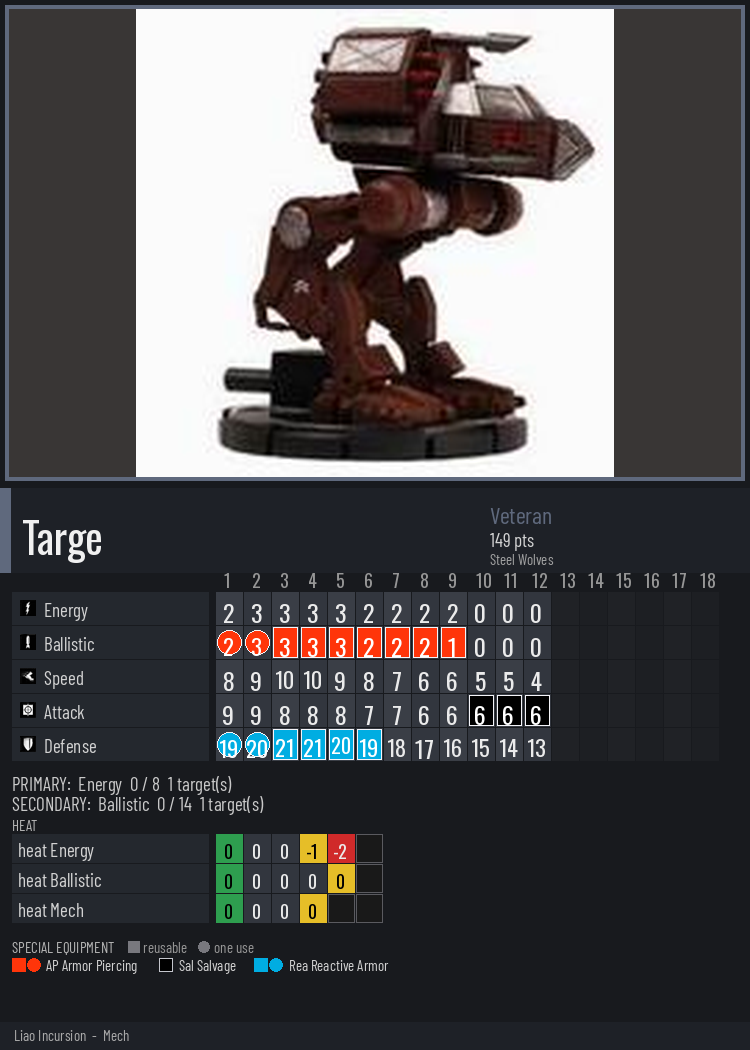 Targe
Veteran
149 pts
Steel Wolves
1 2 3 4 5 6 7 8 9 10 11 12 13 14 15 16 17 18
Energy 2 3 3 3 3 2 2 2 2 0 0 0
Ballistic 2 3 3 3 3 2 2 2 1 0 0 0
Speed 8 9 10 10 9 8 7 6 6 5 5 4
Attack 9 9 8 8 8 7 7 6 6 6 6 6
Defense 19 20 21 21 20 19 18 17 16 15 14 13
PRIMARY: Energy 0 / 8 1 target(s)
SECONDARY: Ballistic 0 / 14 1 target(s)
HEAT
heat Energy 0 0 0 -1 -2
heat Ballistic 0 0 0 0 0
heat Mech 0 0 0 0
SPECIAL EQUIPMENT reusable one use
AP Armor Piercing Sal Salvage Rea Reactive Armor
Liao Incursion - Mech